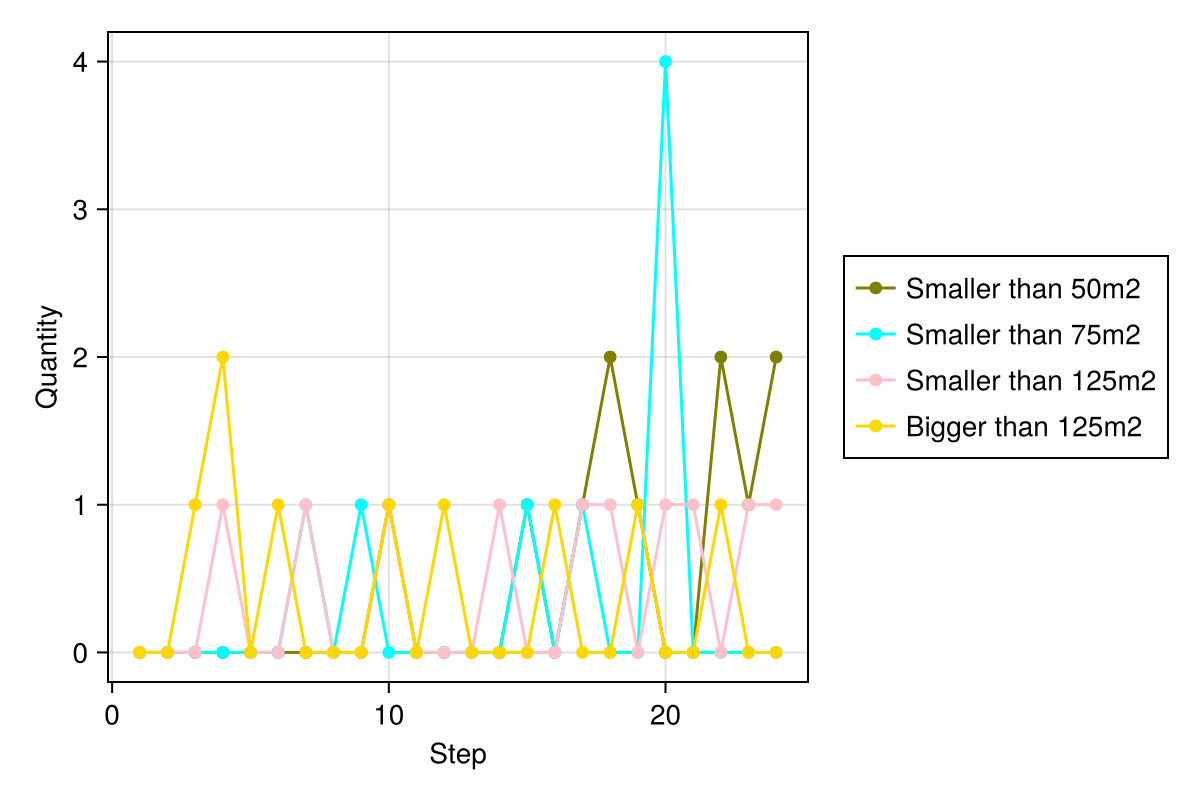 4
3
2
1
0
Quantity
0 10 20
Step
Smaller than 50m2
Smaller than 75m2
Smaller than 125m2
Bigger than 125m2